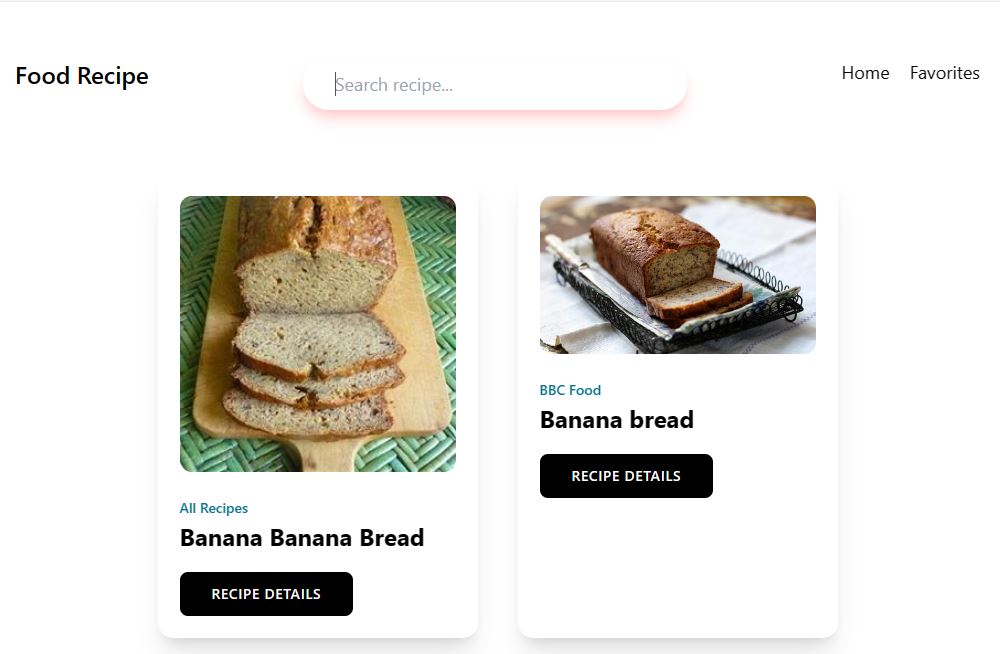 Food Recipe
Search recipe...
Home
Favorites
All Recipes
Banana Banana Bread
RECIPE DETAILS
BBC Food
Banana bread
RECIPE DETAILS